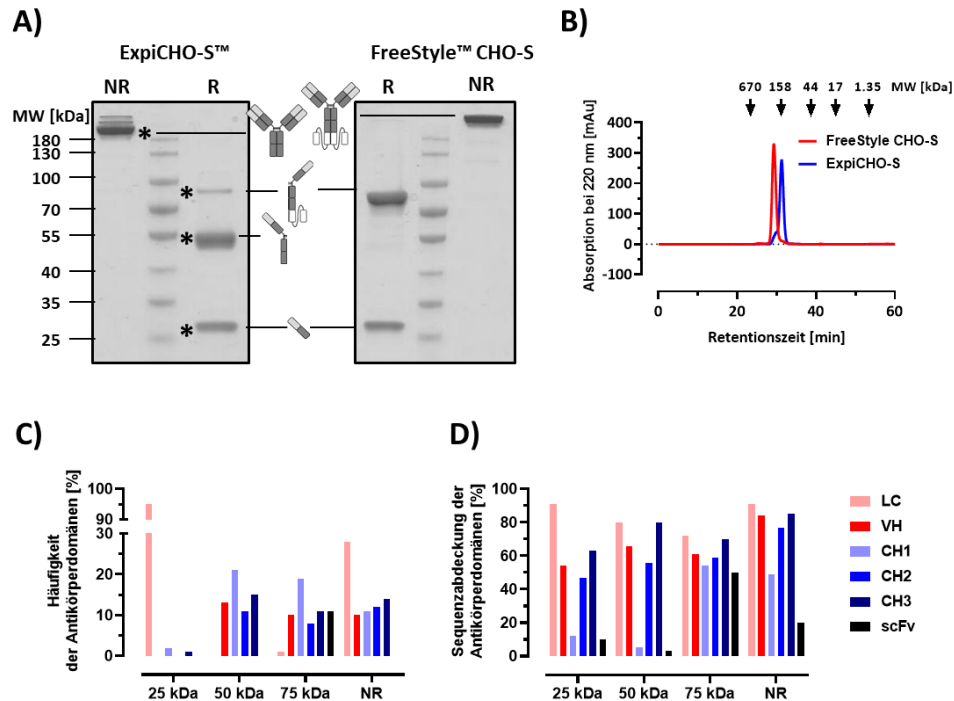 A)
ExpiCHO-S™
FreeStyle™ CHO-S
NR
R
R
NR
MW [kDa]
180
130
100
70
55
40
35
25
*
*
*
*
B)
670
158
44
17
1.35
MW [kDa]
FreeStyle CHO-S
ExpiCHO-S
Absorption bei 220 nm [mAu]
400
300
200
100
0
-100
0
20
40
60
Retentionszeit [min]
C)
Häufigkeit
der Antikörperdomänen [%]
100
90
30
20
10
0
25 kDa
50 kDa
75 kDa
NR
D)
Sequenzabdeckung der
Antikörperdomänen [%]
100
80
60
40
20
0
25 kDa
50 kDa
75 kDa
NR
LC
VH
CH1
CH2
CH3
scFv